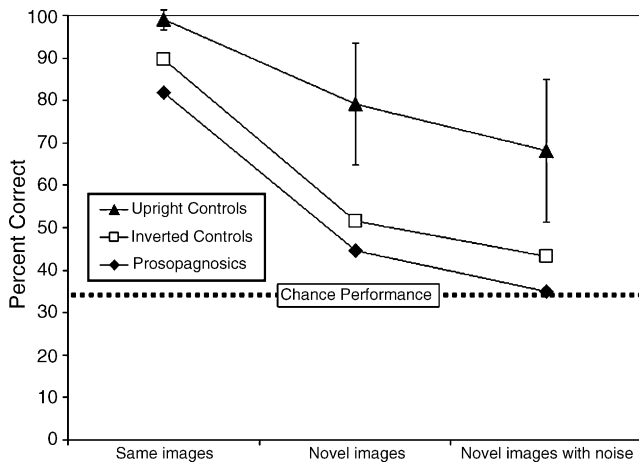 100
90
80
70
60
50
40
30
20
10
0
Percent Correct
Upright Controls
Inverted Controls
Prosopagnosics
Chance Performance
Same images
Novel images
Novel images with noise